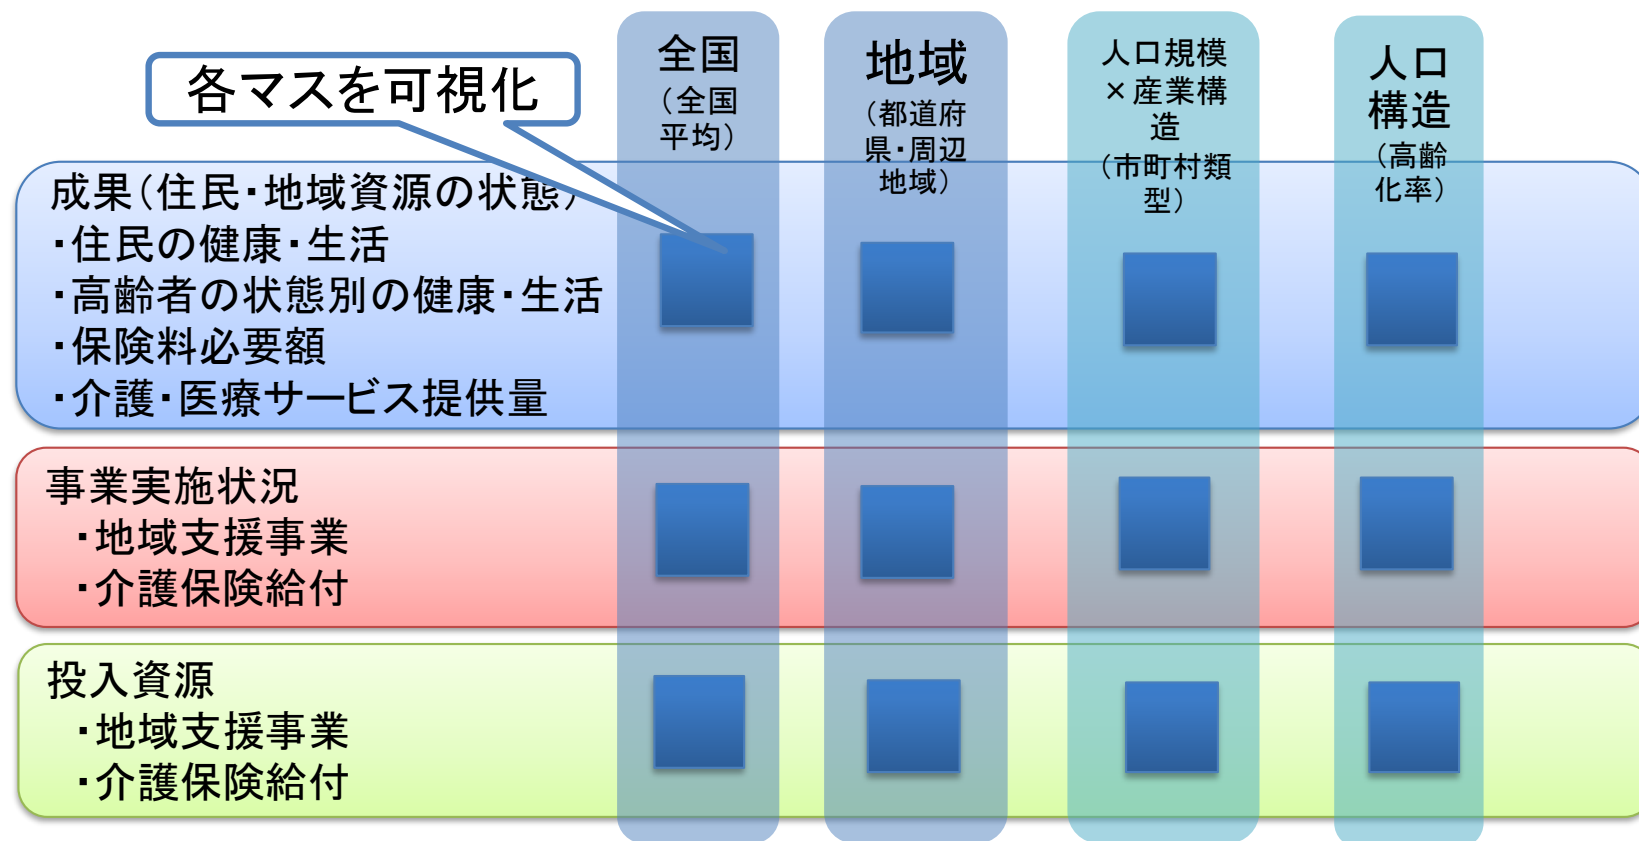 各マスを可視化
全国
（全国
平均）
地域
（都道府
県・周辺
地域）
人口規模
×産業構
造
（市町村類
型）
人口
構造
（高齢
化率）
成果（住民・地域資源の状態）
・住民の健康・生活
・高齢者の状態別の健康・生活
・保険料必要額
・介護・医療サービス提供量
事業実施状況
・地域支援事業
・介護保険給付
投入資源
・地域支援事業
・介護保険給付